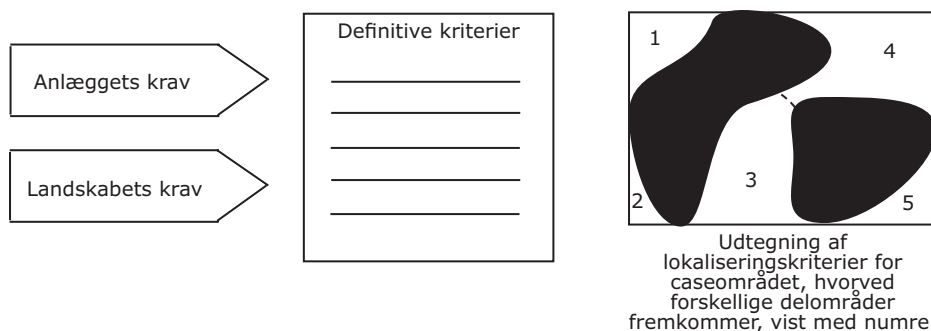 Anlæggets krav
Landskabets krav
Definitive kriterier
1
4
3
2
5
Udtegning af
lokaliseringskriterier for
caseområdet, hvorved
forskellige delområder
fremkommer, vist med numre